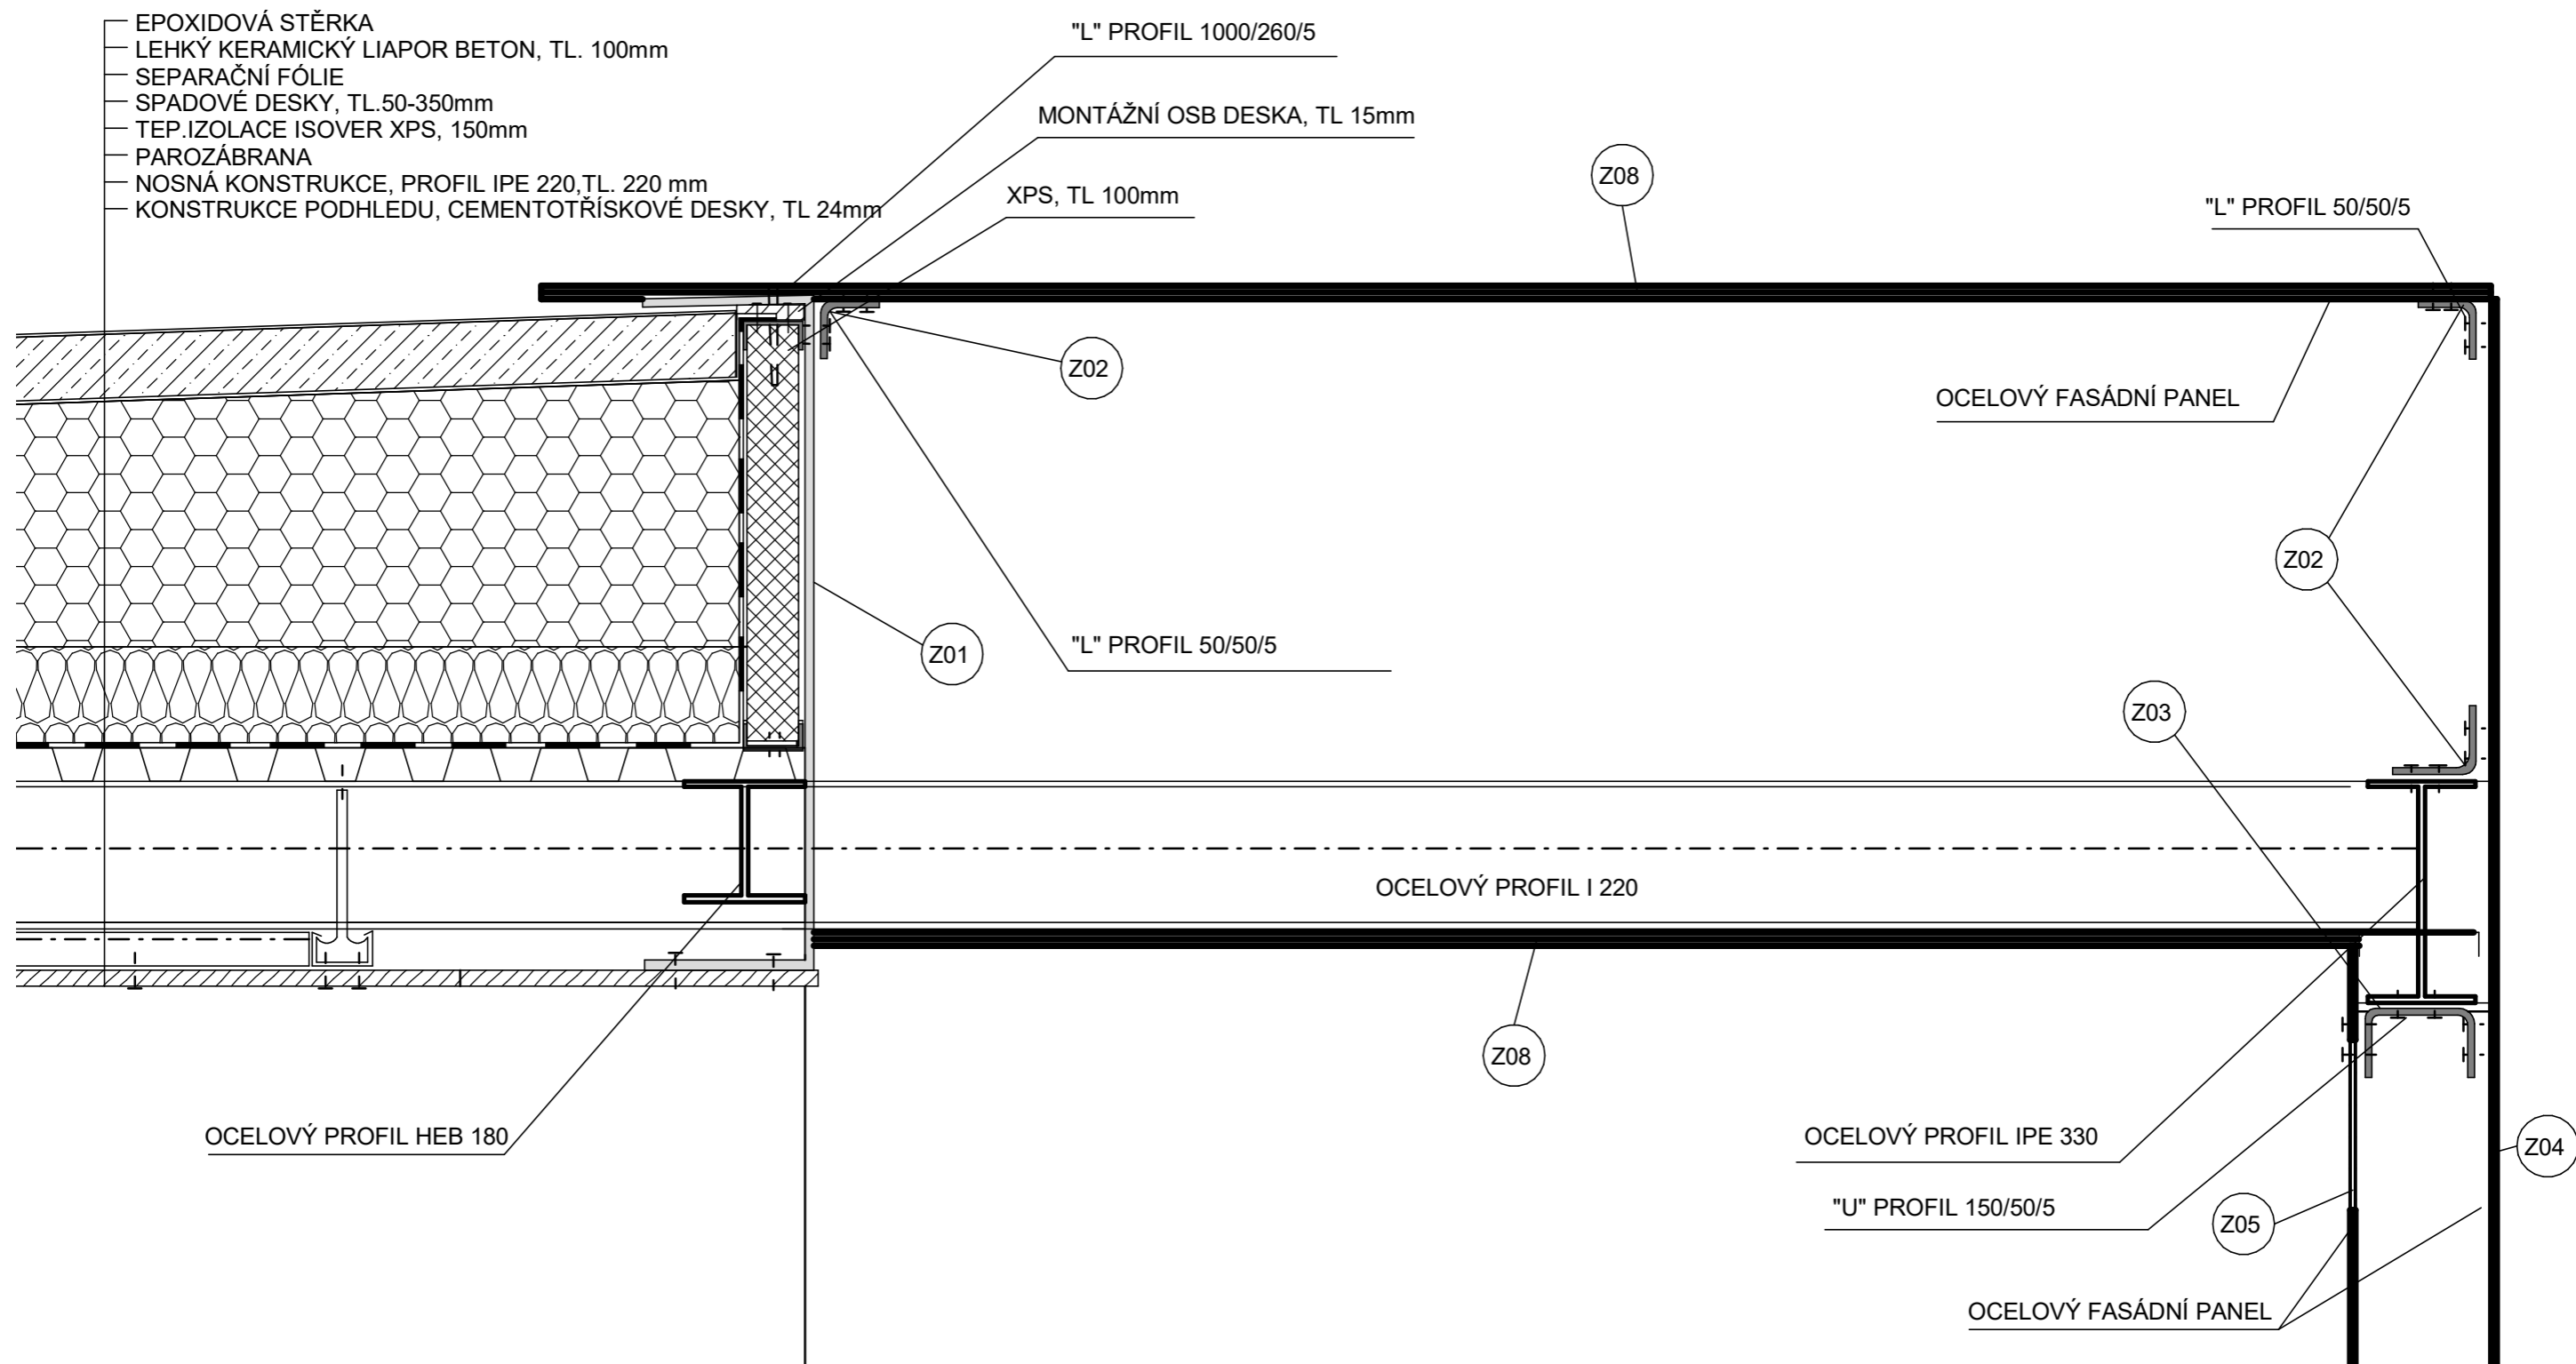 EPOXIDOVÁ STĚRKA
LEHKÝ KERAMICKÝ LIAPOR BETON, TL. 100mm
SEPARAČNÍ FÓLIE
SPADOVÉ DESKY, TL.50-350mm
TEP.IZOLACE ISOVER XPS, 150mm
PAROZÁBRANA
NOSNÁ KONSTRUKCE, PROFIL IPE 220,TL. 220 mm
KONSTRUKCE PODHLEDU, CEMENTOTŘÍSKOVÉ DESKY, TL 24mm
"L" PROFIL 1000/260/5
MONTÁŽNÍ OSB DESKA, TL 15mm
XPS, TL 100mm
Z08
"L" PROFIL 50/50/5
Z02
OCELOVÝ FASÁDNÍ PANEL
Z02
Z01
"L" PROFIL 50/50/5
Z03
OCELOVÝ PROFIL I 220
Z08
OCELOVÝ PROFIL HEB 180
OCELOVÝ PROFIL IPE 330
Z04
"U" PROFIL 150/50/5
Z05
OCELOVÝ FASÁDNÍ PANEL